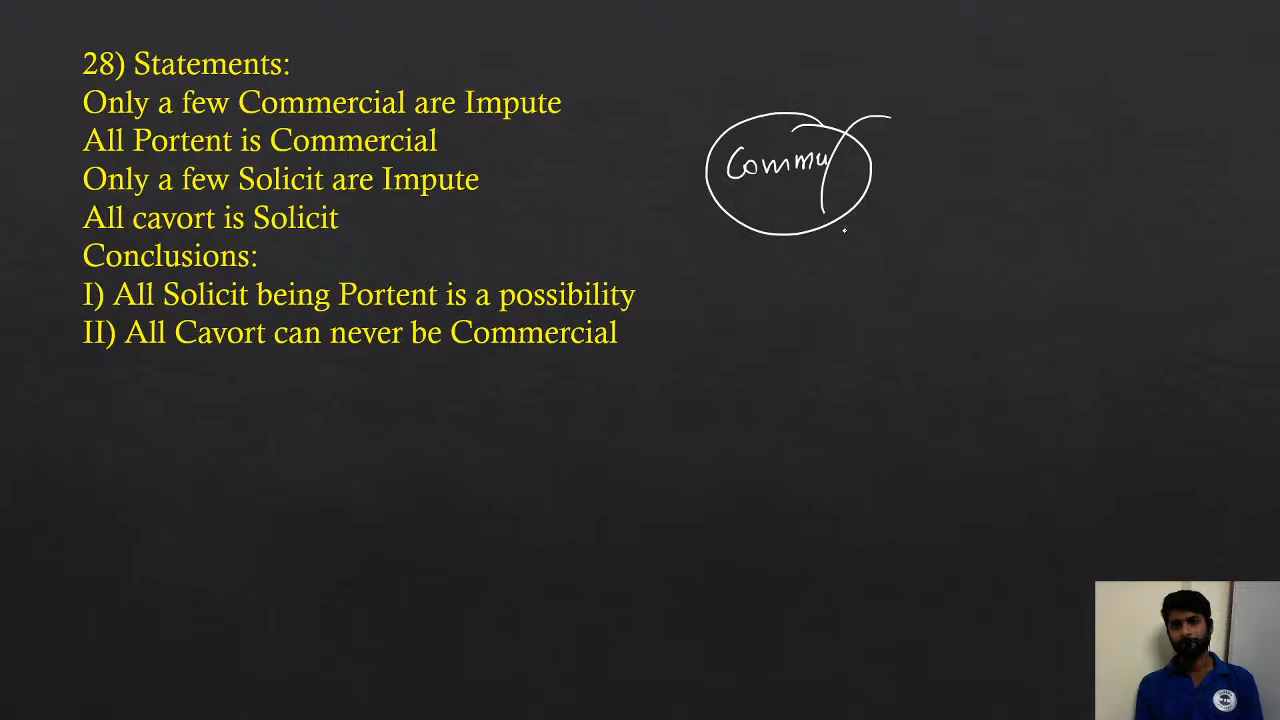 28) Statements:
Only a few Commercial are Impute
All Portent is Commercial
Only a few Solicit are Impute
All cavort is Solicit
Conclusions:
I) All Solicit being Portent is a possibility
II) All Cavort can never be Commercial
Commu